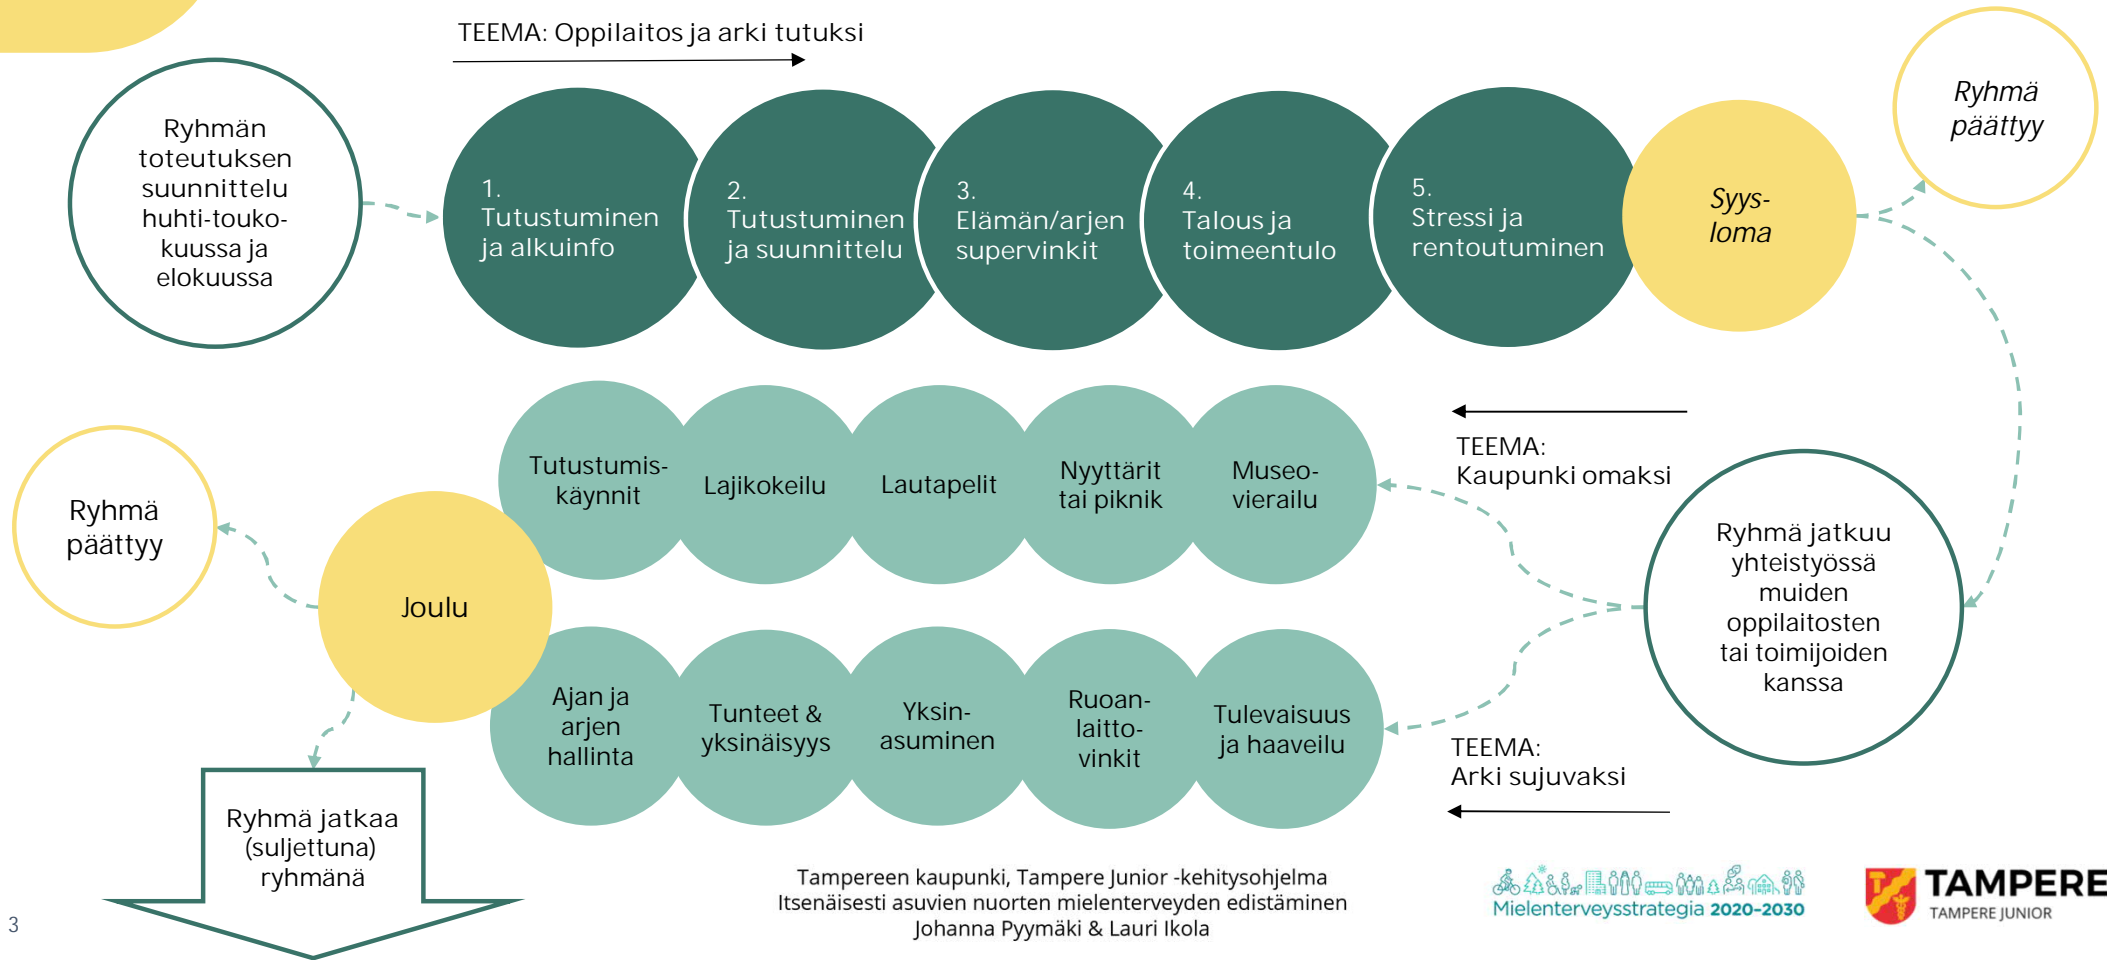 TEEMA: Oppilaitos ja arki tutuksi
Ryhmän
toteutuksen
suunnittelu
huhti-touko-
kuussa ja
elokuussa
1.
Tutustuminen
ja alkuinfo
2.
Tutustuminen
ja suunnittelu
3.
Elämän/arjen
supervinkit
4.
Talous ja
toimeentulo
5.
Stressi ja
rentoutuminen
Syys-
loma
Ryhmä
päättyy
TEEMA:
Kaupunki omaksi
Tutustumis-
käynnit
Lajikokeilu
Lautapelit
Nyyttärit
tai piknik
Museo-
vierailu
Ryhmä jatkuu
yhteistyössä
muiden
oppilaitosten
tai toimijoiden
kanssa
Ryhmä
päättyy
Joulu
Ajan ja
arjen
hallinta
Tunteet &
yksinäisyys
Yksin-
asuminen
Ruoan-
laitto-
vinkit
Tulevaisuus
ja haaveilu
TEEMA:
Arki sujuvaksi
Ryhmä jatkaa
(suljettuna)
ryhmänä
Tampereen kaupunki, Tampere Junior -kehitysohjelma
Itsenäisesti asuvien nuorten mielenterveyden edistäminen
Johanna Pyymäki & Lauri Ikola
Mielenterveysstrategia 2020–2030
TAMPERE
TAMPERE JUNIOR
3